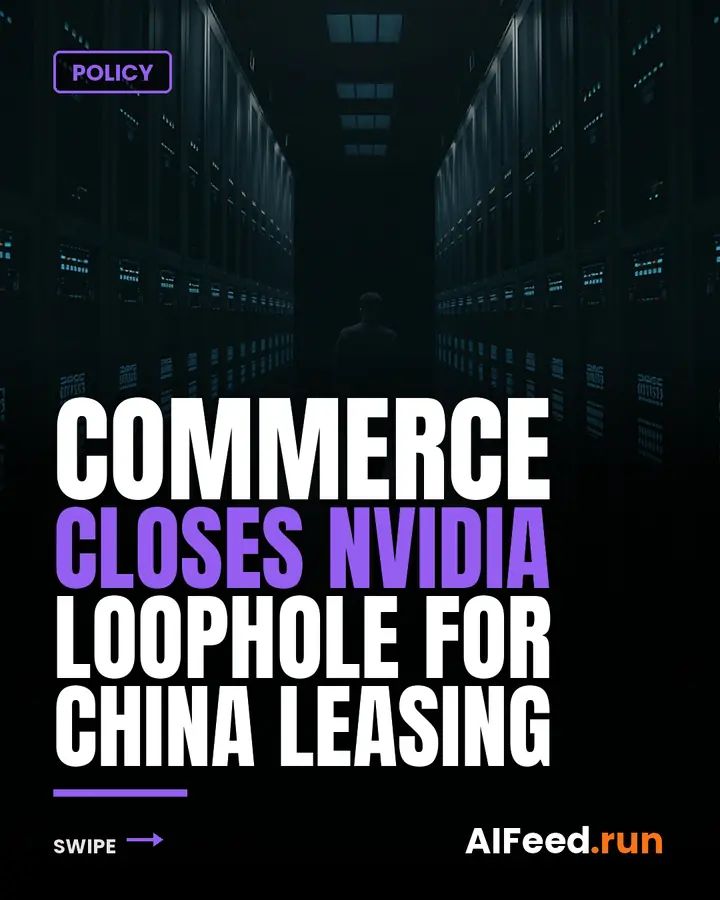 POLICY
COMMERCE
CLOSES NVIDIA
LOOPHOLE FOR
CHINA LEASING
SWIPE
AIFeed.run